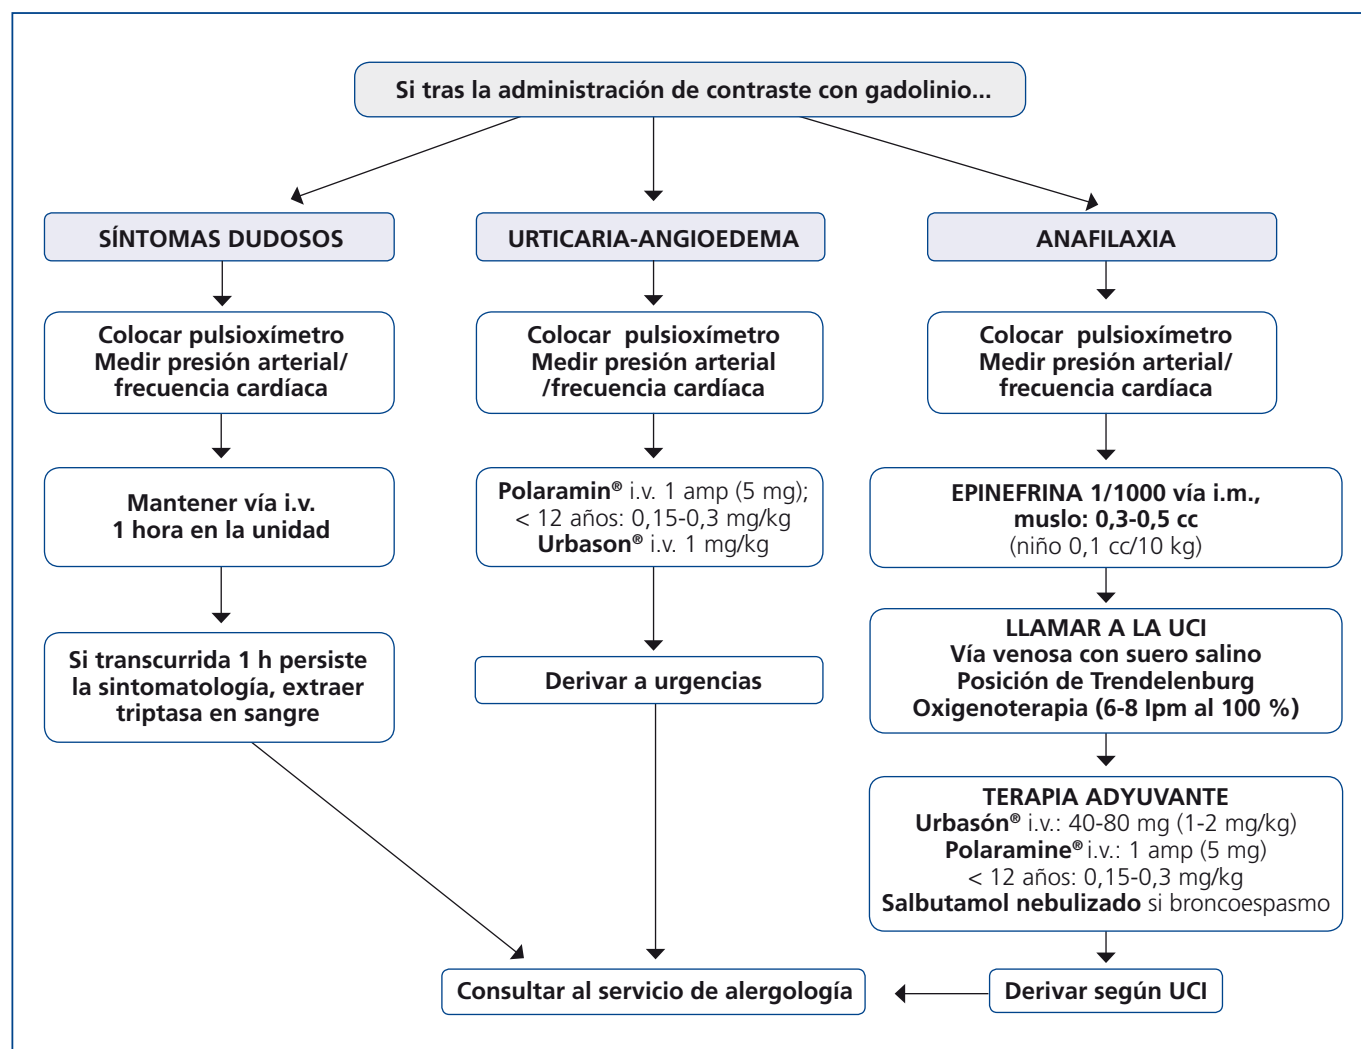 Si tras la administración de contraste con gadolinio...
SÍNTOMAS DUDOSOS
Colocar pulsioxímetro
Medir presión arterial/
frecuencia cardíaca
Mantener vía i.v.
1 hora en la unidad
Si transcurrida 1 h persiste
la sintomatología, extraer
triptasa en sangre
URTICARIA-ANGIOEDEMA
Colocar pulsioxímetro
Medir presión arterial
/frecuencia cardíaca
Polaramin® i.v. 1 amp (5 mg);
< 12 años: 0,15-0,3 mg/kg
Urbason® i.v. 1 mg/kg
Derivar a urgencias
ANAFILAXIA
Colocar pulsioxímetro
Medir presión arterial/
frecuencia cardíaca
EPINEFRINA 1/1000 vía i.m.,
muslo: 0,3-0,5 cc
(niño 0,1 cc/10 kg)
LLAMAR A LA UCI
Vía venosa con suero salino
Posición de Trendelenburg
Oxigenoterapia (6-8 Ipm al 100 %)
TERAPIA ADYUVANTE
Urbasón® i.v.: 40-80 mg (1-2 mg/kg)
Polaramine® i.v.: 1 amp (5 mg)
< 12 años: 0,15-0,3 mg/kg
Salbutamol nebulizado si broncoespasmo
Derivar según UCI
Consultar al servicio de alergología